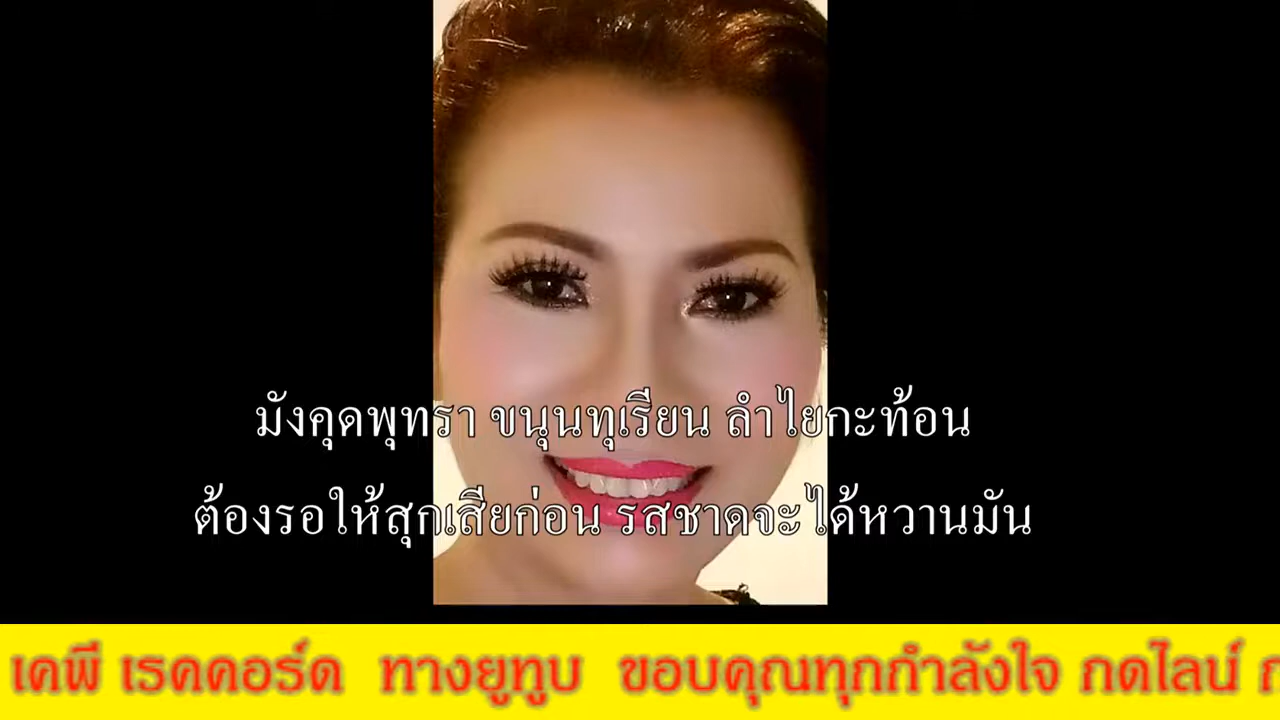 มังคุดพุทรา ขนุนทุเรียน ลำไยกะท้อน
ต้องรอให้สุกเสียก่อน รสชาดจะได้หวานมัน
เคพี เรคคอร์ด ทางยูทูบ ขอบคุณทุกกำลังใจ กดไลน์